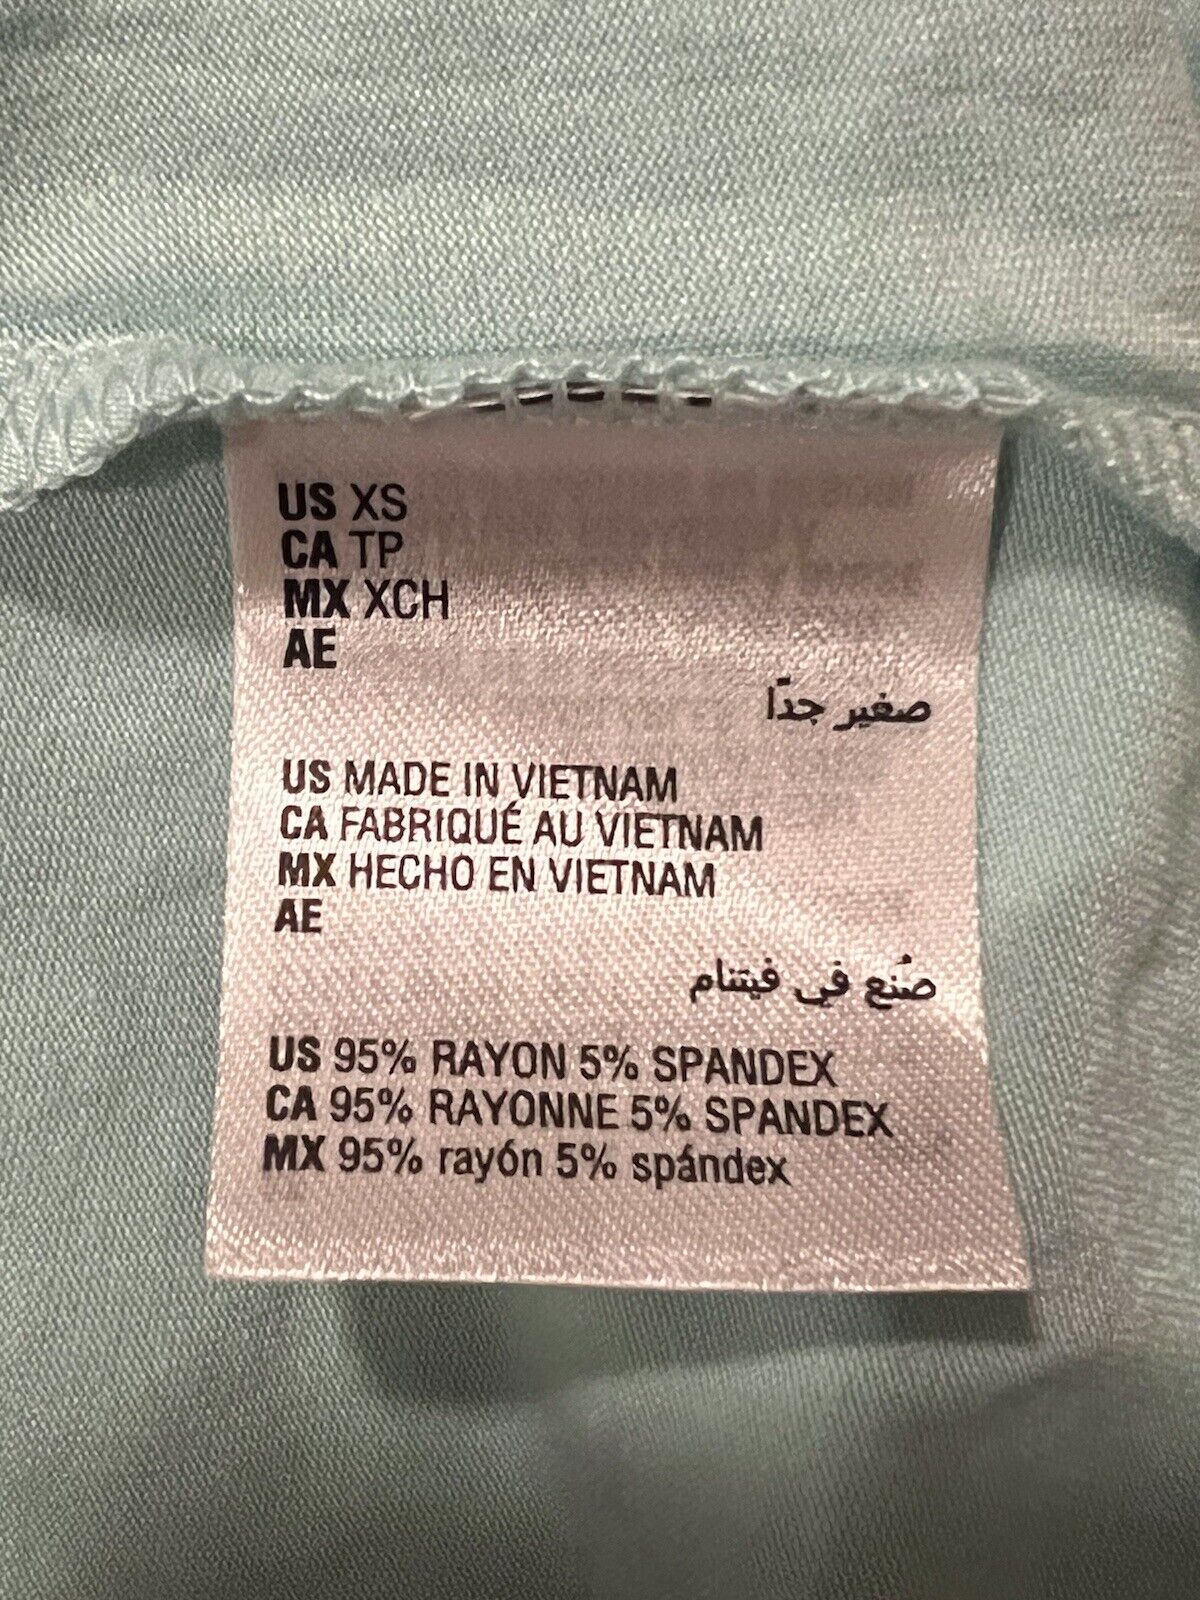 US XS
CA TP
MX XCH
AE
صغير جدًا
US MADE IN VIETNAM
CA FABRIQUÉ AU VIETNAM
MX HECHO EN VIETNAM
AE
صُنع في فيتنام
US 95% RAYON 5% SPANDEX
CA 95% RAYONNE 5% SPANDEX
MX 95% rayón 5% spándex